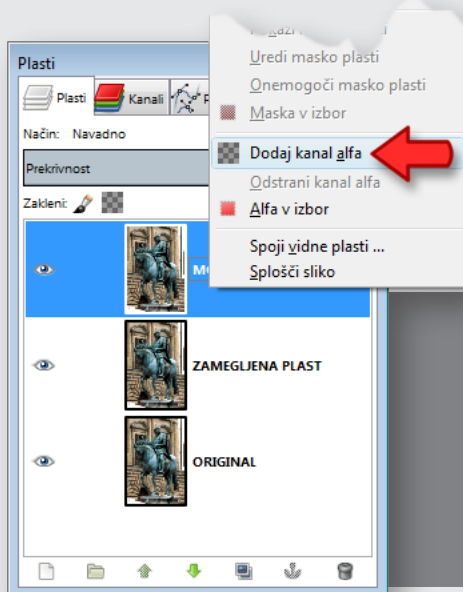 Plasti
Plasti
Kanali
Način: Navadno
Prekrivnost
Zakleni:
ZAMEGLJENA PLAST
ORIGINAL
Uredi masko plasti
Onemogoči masko plasti
Maska v izbor
Dodaj kanal alfa
Odstrani kanal alfa
Alfa v izbor
Spoji vidne plasti ...
Splošči sliko